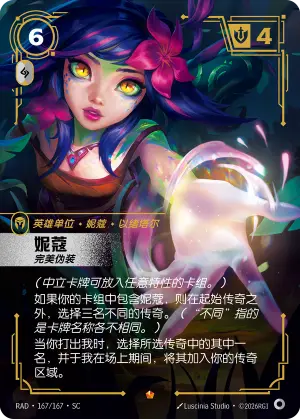 6
4
英雄单位·妮蔻·以绪塔尔
妮蔻
完美伪装
（中立卡牌可放入任意特性的卡组。）
如果你的卡组中包含妮蔻，则在起始传奇之
外，选择三名不同的传奇。（“不同”指的
是卡牌名称各不相同。）
当你打出我时，选择所选传奇中的其中一
名，并于我在场上期间，将其加入你的传奇
区域。
RAD · 167/167 · SC
Luscinia Studio · ©2026RGI